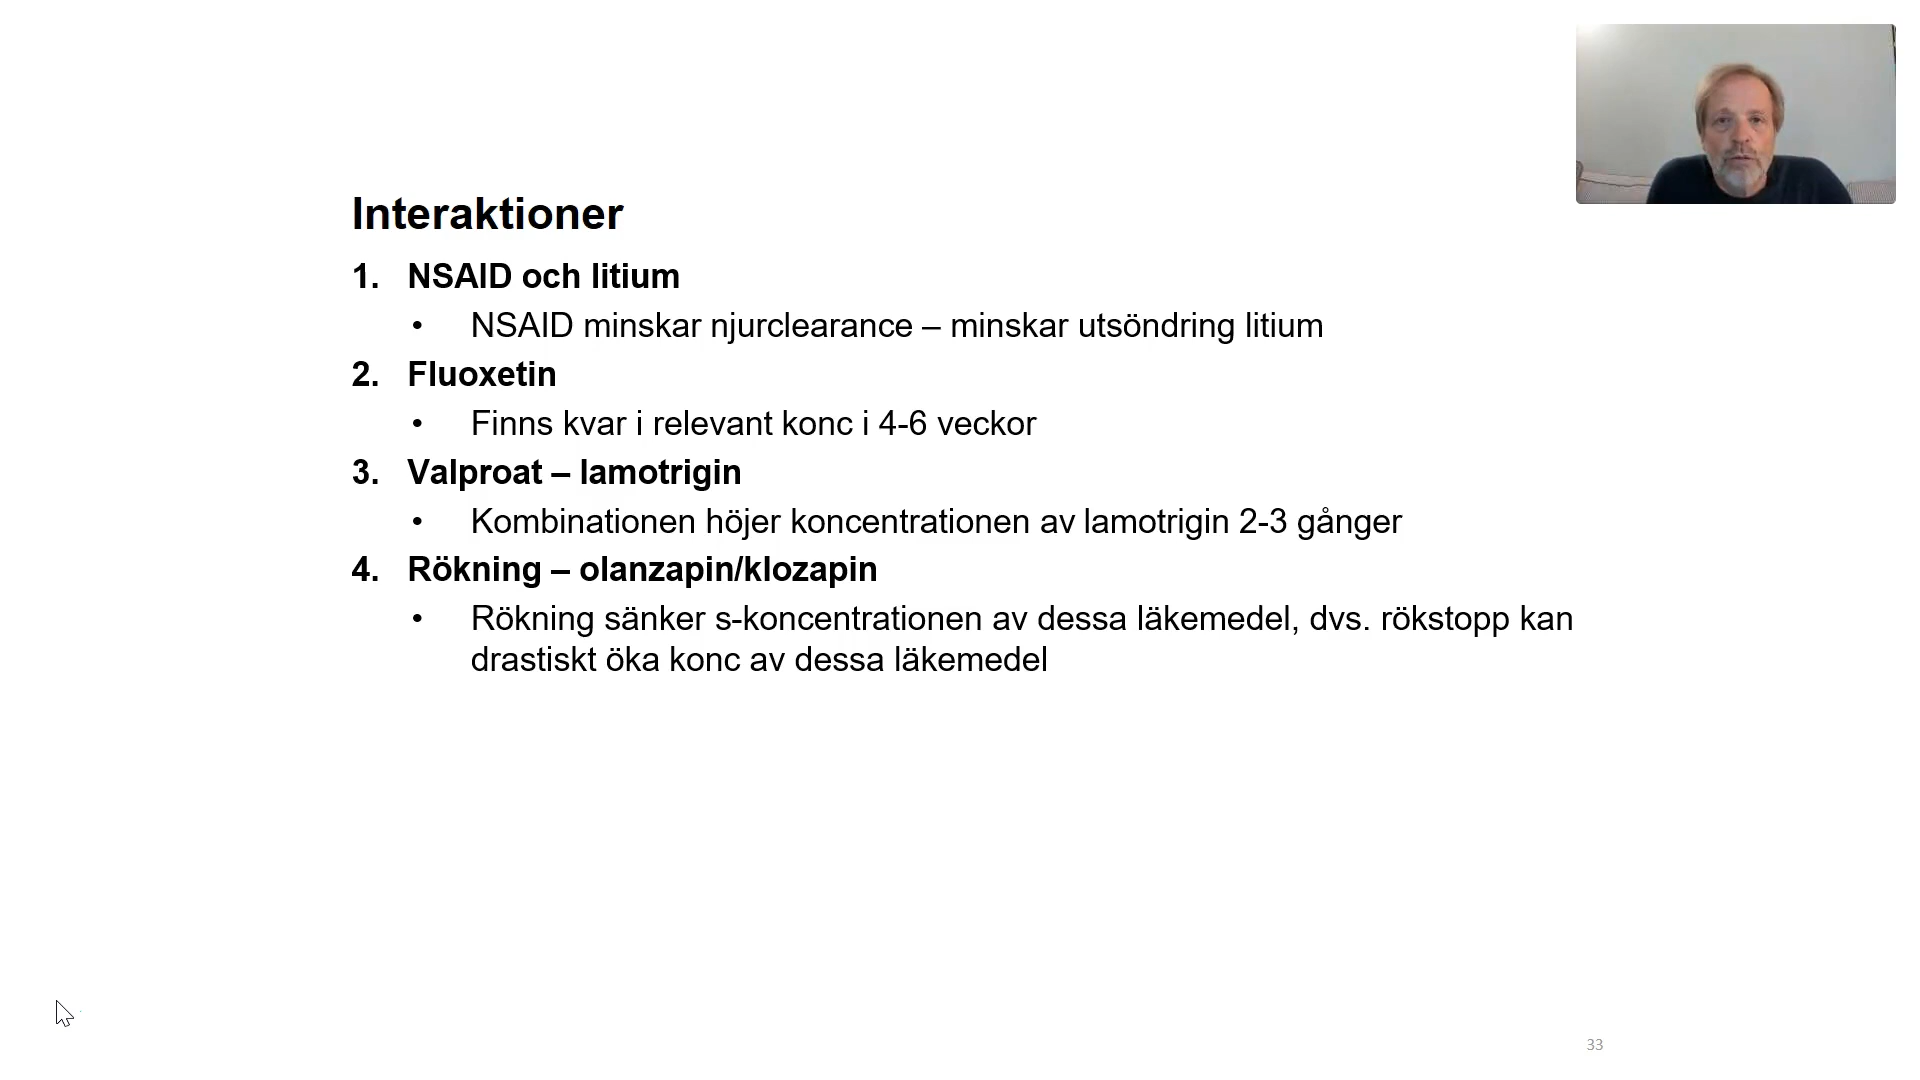 Interaktioner
1. NSAID och litium
• NSAID minskar njurclearance – minskar utsöndring litium
2. Fluoxetin
• Finns kvar i relevant konc i 4-6 veckor
3. Valproat – lamotrigin
• Kombinationen höjer koncentrationen av lamotrigin 2-3 gånger
4. Rökning – olanzapin/klozapin
• Rökning sänker s-koncentrationen av dessa läkemedel, dvs. rökstopp kan
drastiskt öka konc av dessa läkemedel
33